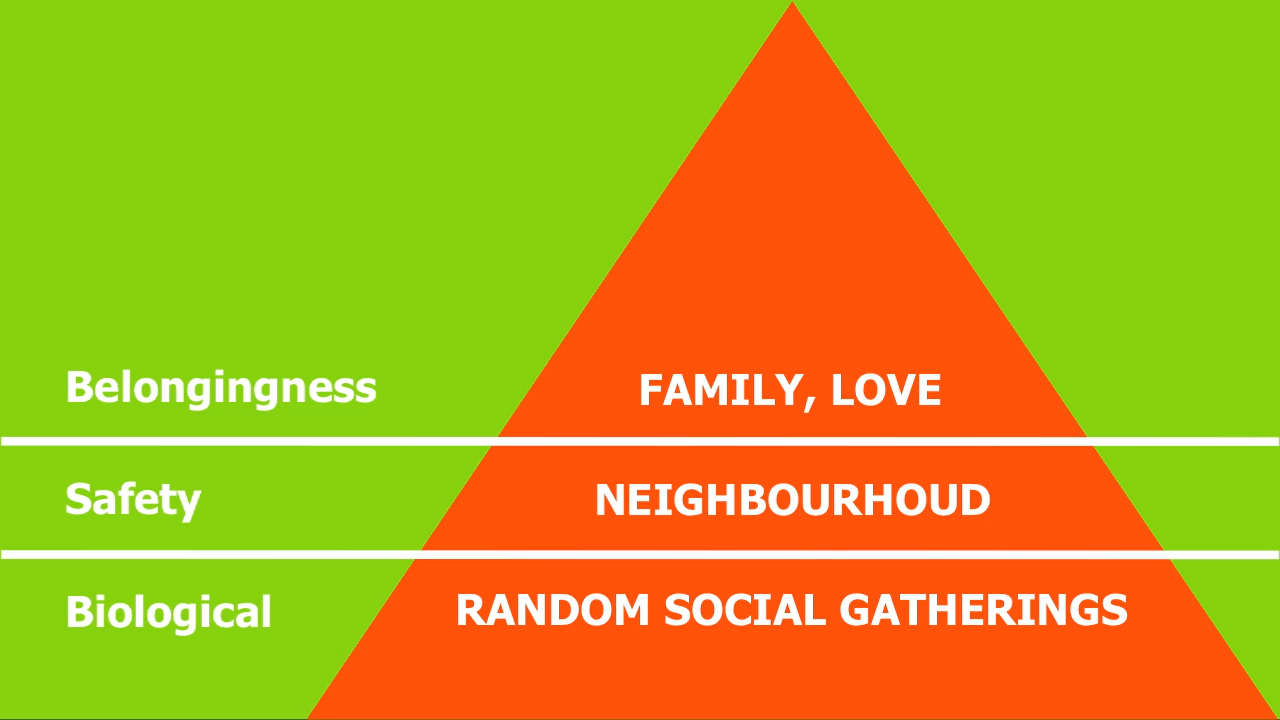 Belongingness FAMILY, LOVE
Safety NEIGHBOURHOUD
Biological RANDOM SOCIAL GATHERINGS